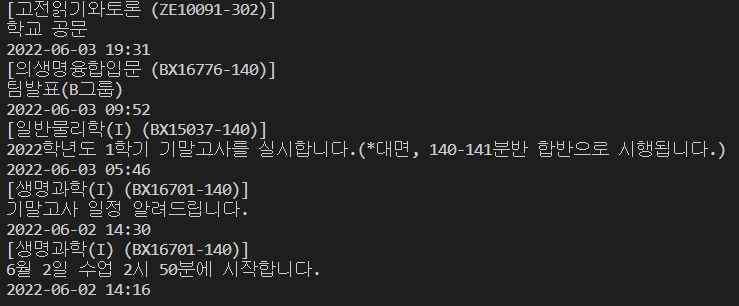 [고전읽기와토론 (ZE10091-302)]
학교 공문
2022-06-03 19:31
[의생명융합입문 (BX16776-140)]
팀발표(B그룹)
2022-06-03 09:52
[일반물리학(I) (BX15037-140)]
2022학년도 1학기 기말고사를 실시합니다.(*대면, 140-141분반 합반으로 시행됩니다.)
2022-06-03 05:46
[생명과학(I) (BX16701-140)]
기말고사 일정 알려드립니다.
2022-06-02 14:30
[생명과학(I) (BX16701-140)]
6월 2일 수업 2시 50분에 시작합니다.
2022-06-02 14:16